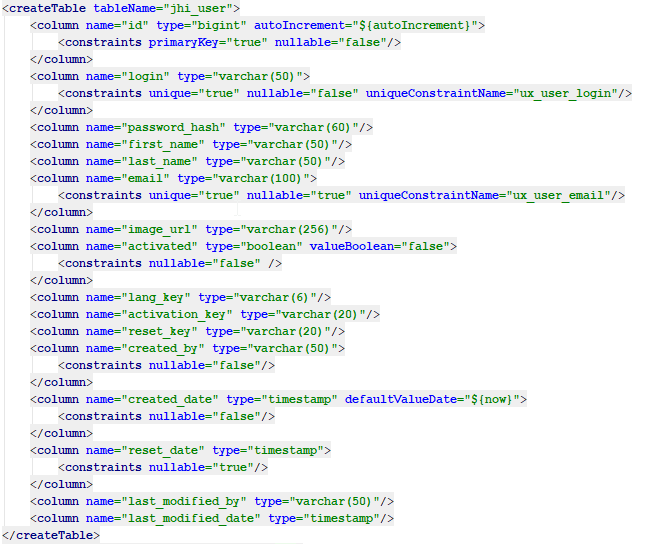 <createTable tableName="jhi_user">
<column name="id" type="bigint" autoIncrement="${autoIncrement}">
<constraints primaryKey="true" nullable="false"/>
</column>
<column name="login" type="varchar(50)">
<constraints unique="true" nullable="false" uniqueConstraintName="ux_user_login"/>
</column>
<column name="password_hash" type="varchar(60)"/>
<column name="first_name" type="varchar(50)"/>
<column name="last_name" type="varchar(50)"/>
<column name="email" type="varchar(100)">
<constraints unique="true" nullable="true" uniqueConstraintName="ux_user_email"/>
</column>
<column name="image_url" type="varchar(256)"/>
<column name="activated" type="boolean" valueBoolean="false">
<constraints nullable="false" />
</column>
<column name="lang_key" type="varchar(6)"/>
<column name="activation_key" type="varchar(20)"/>
<column name="reset_key" type="varchar(20)"/>
<column name="created_by" type="varchar(50)">
<constraints nullable="false"/>
</column>
<column name="created_date" type="timestamp" defaultValueDate="${now}">
<constraints nullable="false"/>
</column>
<column name="reset_date" type="timestamp">
<constraints nullable="true"/>
</column>
<column name="last_modified_by" type="varchar(50)"/>
<column name="last_modified_date" type="timestamp"/>
</createTable>